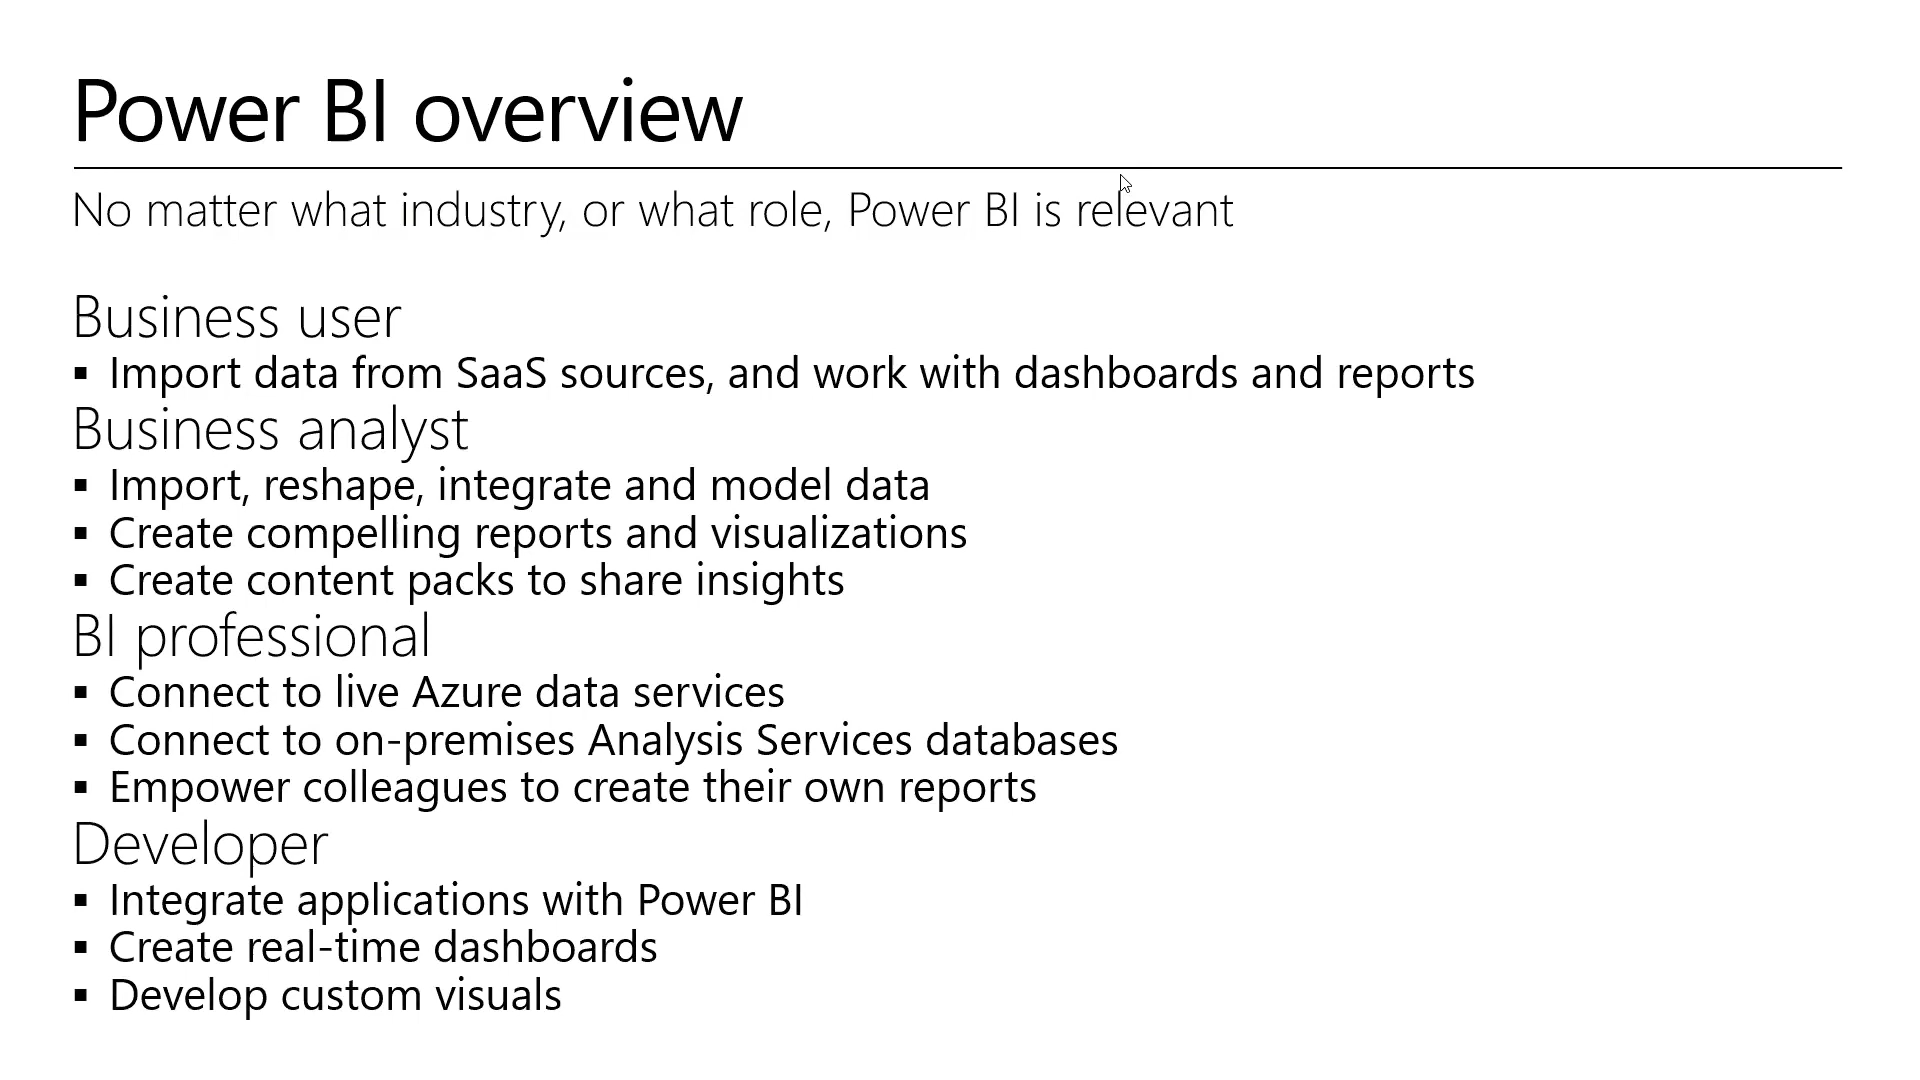 Power BI overview
No matter what industry, or what role, Power BI is relevant
Business user
▪ Import data from SaaS sources, and work with dashboards and reports
Business analyst
▪ Import, reshape, integrate and model data
▪ Create compelling reports and visualizations
▪ Create content packs to share insights
BI professional
▪ Connect to live Azure data services
▪ Connect to on-premises Analysis Services databases
▪ Empower colleagues to create their own reports
Developer
▪ Integrate applications with Power BI
▪ Create real-time dashboards
▪ Develop custom visuals